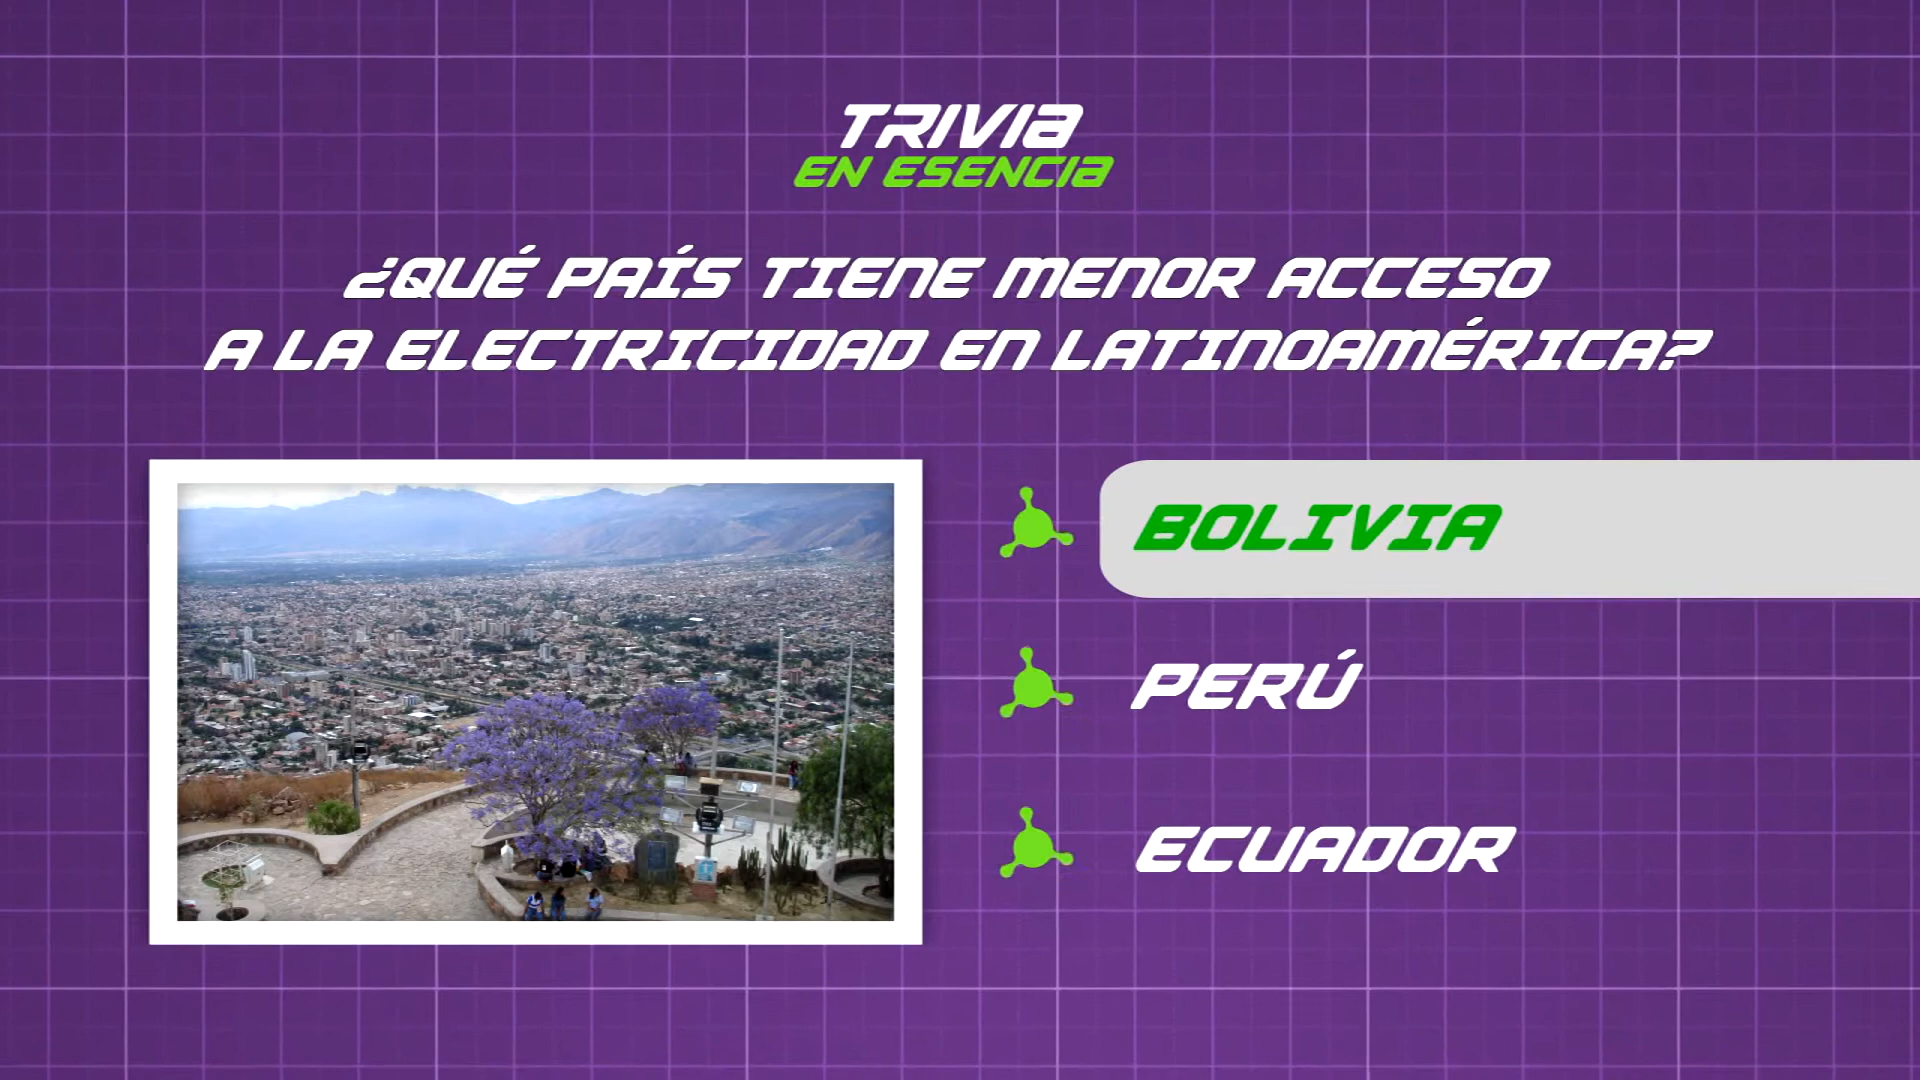 TRIVIA
EN ESENCIA
¿QUÉ PAÍS TIENE MENOR ACCESO
A LA ELECTRICIDAD EN LATINOAMÉRICA?
BOLIVIA
PERÚ
ECUADOR